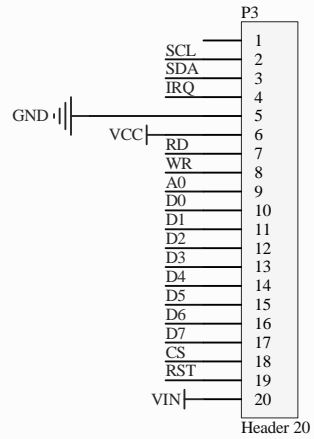 P3
1
SCL 2
SDA 3
IRQ 4
GND 5
VCC 6
RD 7
WR 8
A0 9
D0 10
D1 11
D2 12
D3 13
D4 14
D5 15
D6 16
D7 17
CS 18
RST 19
VIN 20
Header 20